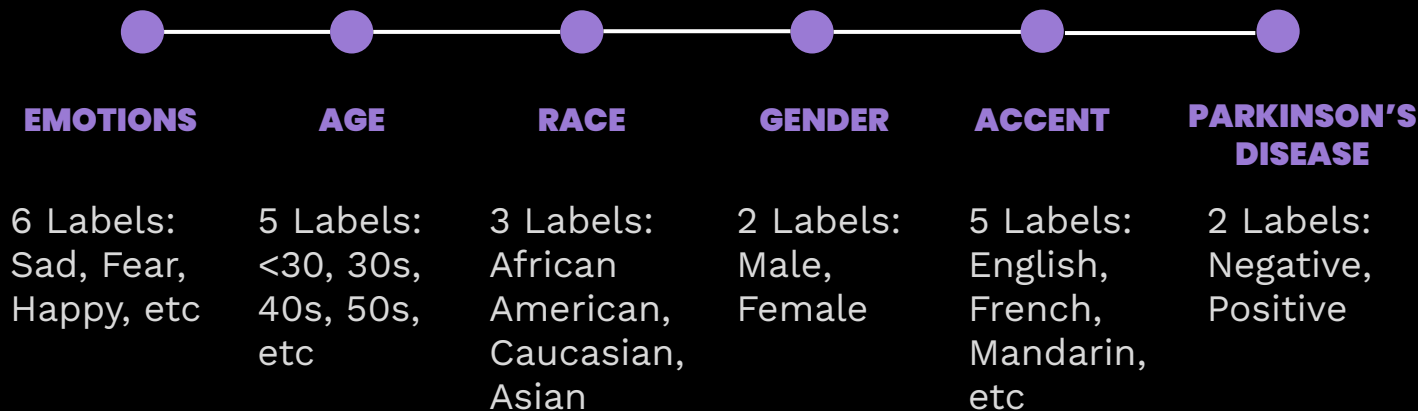 EMOTIONS
6 Labels:
Sad, Fear,
Happy, etc
AGE
5 Labels:
<30, 30s,
40s, 50s,
etc
RACE
3 Labels:
African
American,
Caucasian,
Asian
GENDER
2 Labels:
Male,
Female
ACCENT
5 Labels:
English,
French,
Mandarin,
etc
PARKINSON’S
DISEASE
2 Labels:
Negative,
Positive